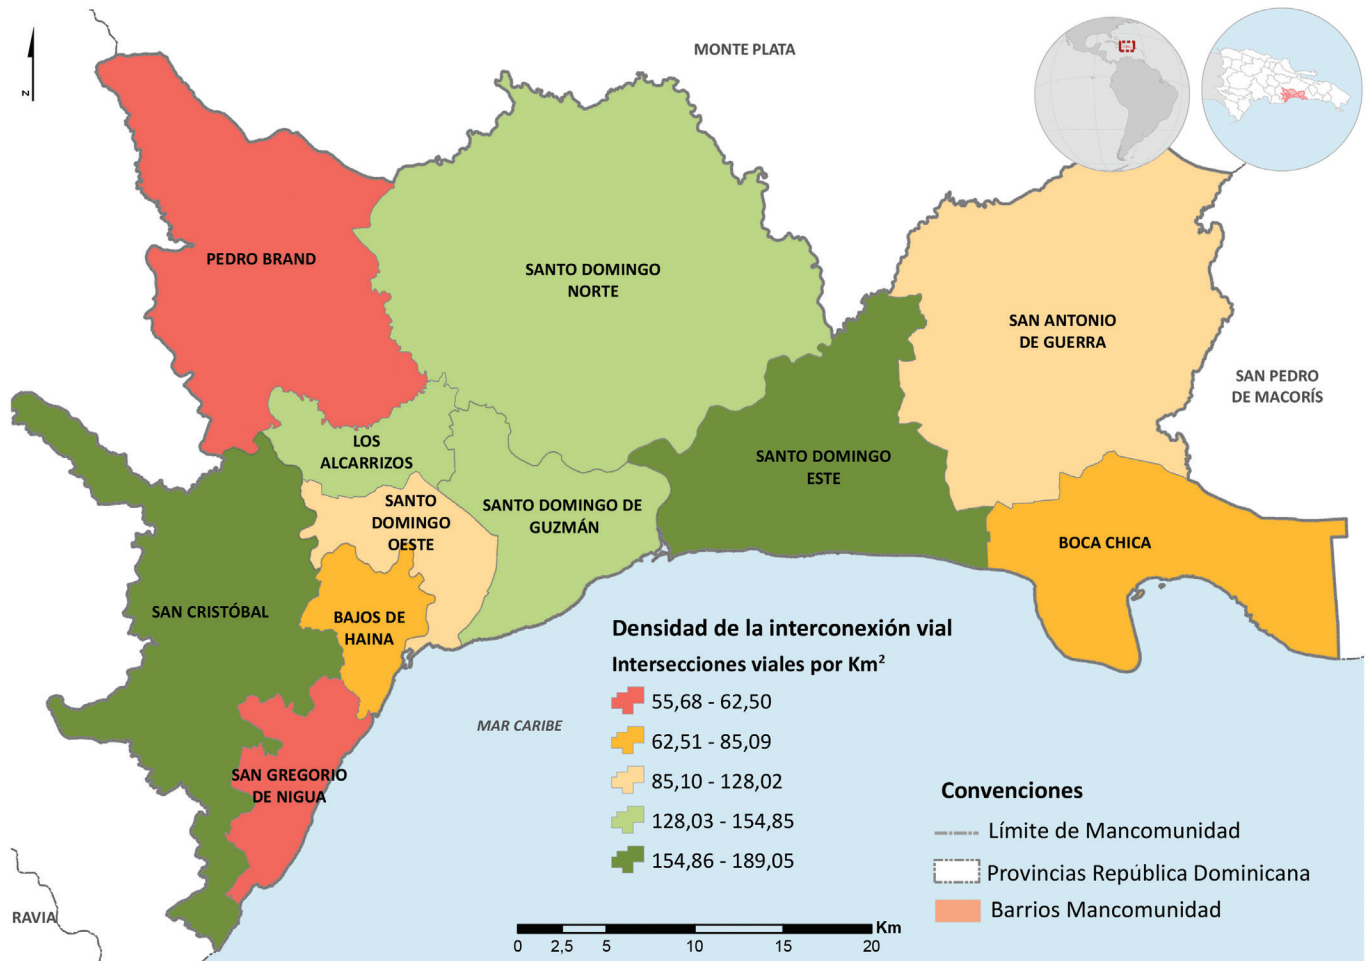 MONTE PLATA
N
PEDRO BRAND
SANTO DOMINGO
NORTE
SAN ANTONIO
DE GUERRA
SAN PEDRO
DE MACORÍS
LOS
ALCARRIZOS
SANTO DOMINGO
ESTE
SANTO
DOMINGO
OESTE
SANTO DOMINGO DE
GUZMÁN
BOCA CHICA
SAN CRISTÓBAL
BAJOS DE
HAINA
Densidad de la interconexión vial
Intersecciones viales por Km²
55,68 - 62,50
62,51 - 85,09
85,10 - 128,02
128,03 - 154,85
154,86 - 189,05
MAR CARIBE
SAN GREGORIO
DE NIGUA
Convenciones
Límite de Mancomunidad
Provincias República Dominicana
Barrios Mancomunidad
RAVIA
Km
0 2,5 5 10 15 20